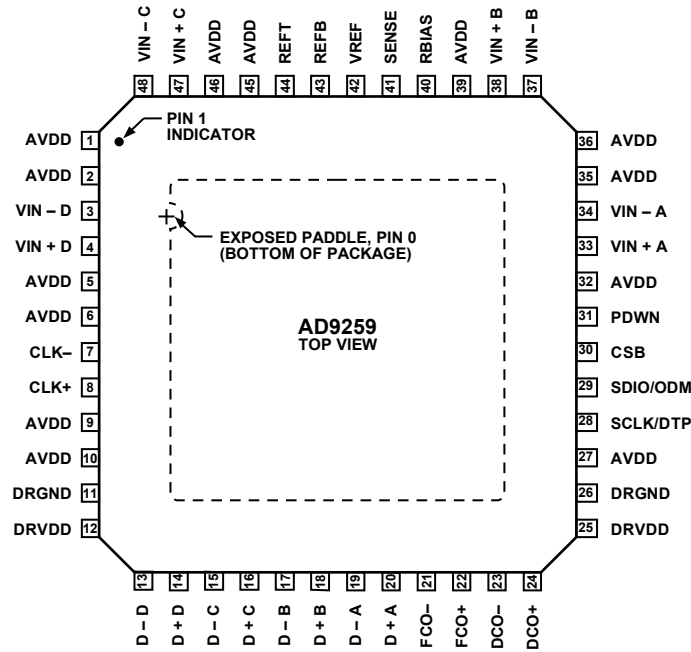 VIN – C
VIN + C
AVDD
AVDD
REFT
REFB
VREF
SENSE
RBIAS
AVDD
VIN + B
VIN – B
48
47
46
45
44
43
42
41
40
39
38
37
PIN 1
INDICATOR
AVDD 1
AVDD 2
VIN – D 3
VIN + D 4
AVDD 5
AVDD 6
CLK– 7
CLK+ 8
AVDD 9
AVDD 10
DRGND 11
DRVDD 12
EXPOSED PADDLE, PIN 0
(BOTTOM OF PACKAGE)
AD9259
TOP VIEW
36 AVDD
35 AVDD
34 VIN – A
33 VIN + A
32 AVDD
31 PDWN
30 CSB
29 SDIO/ODM
28 SCLK/DTP
27 AVDD
26 DRGND
25 DRVDD
13
14
15
16
17
18
19
20
21
22
23
24
D – D
D + D
D – C
D + C
D – B
D + B
D – A
D + A
FCO–
FCO+
DCO–
DCO+